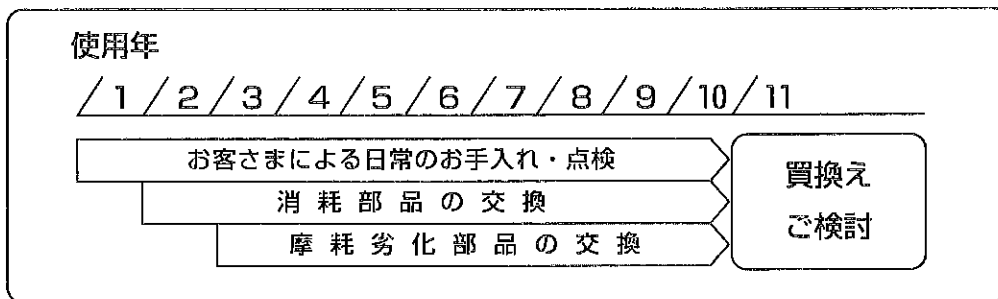 使用年
/1/2/3/4/5/6/7/8/9/10/11
お客さまによる日常のお手入れ・点検
消耗部品の交換
摩耗劣化部品の交換
買換え
ご検討